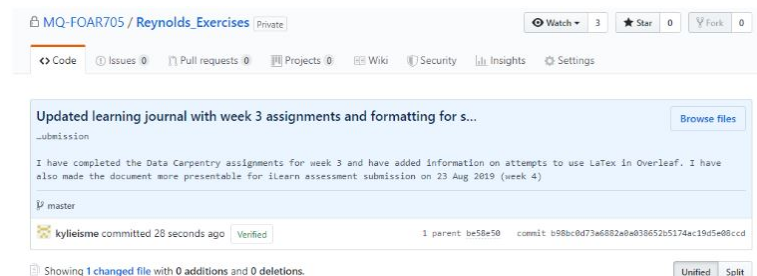 MQ-FOAR705 / Reynolds_Exercises Private
Watch 3 Star 0 Fork 0
Code Issues 0 Pull requests 0 Projects 0 Wiki Security Insights Settings
Updated learning journal with week 3 assignments and formatting for s...
Browse files
…ubmission
I have completed the Data Carpentry assignments for week 3 and have added information on attempts to use LaTex in Overleaf. I have
also made the document more presentable for iLearn assessment submission on 23 Aug 2019 (week 4)
master
kylieisme committed 28 seconds ago Verified 1 parent be58e50 commit b98bc0d73a6882a0a038652b5174ac19d5e08ccd
Showing 1 changed file with 0 additions and 0 deletions.
Unified Split